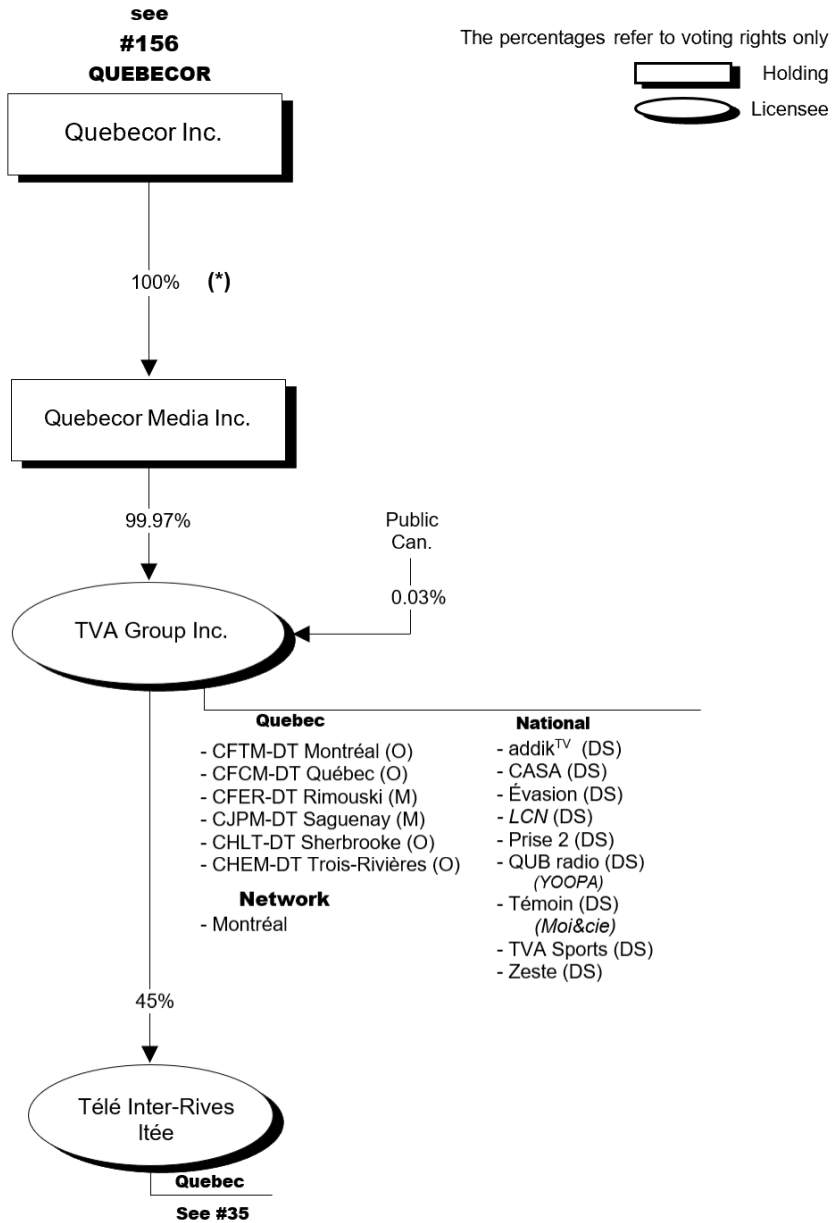 see
#156
QUEBECOR
The percentages refer to voting rights only
Holding
Licensee
Quebecor Inc.
100% (*)
Quebecor Media Inc.
99.97%
Public
Can.
0.03%
TVA Group Inc.
Quebec
- CFTM-DT Montréal (O)
- CFCM-DT Québec (O)
- CFER-DT Rimouski (M)
- CJPM-DT Saguenay (M)
- CHLT-DT Sherbrooke (O)
- CHEM-DT Trois-Rivières (O)
Network
- Montréal
National
- addikTV (DS)
- CASA (DS)
- Évasion (DS)
- LCN (DS)
- Prise 2 (DS)
- QUB radio (DS)
(YOOPA)
- Témoin (DS)
(Moi&cie)
- TVA Sports (DS)
- Zeste (DS)
45%
Télé Inter-Rives
ltée
Quebec
See #35